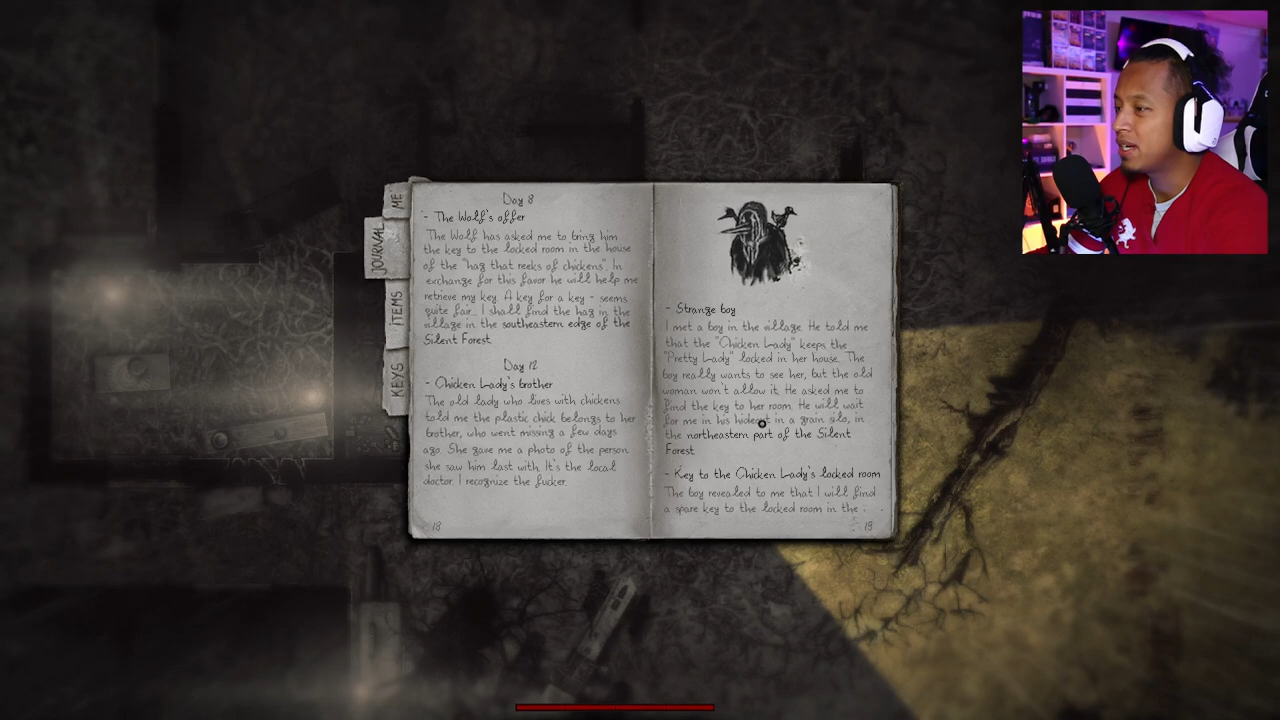 ME
JOURNAL
ITEMS
KEYS
Day 8
- The Wolf's offer
The Wolf has asked me to bring him
the key to the locked room in the house
of the "hag that reeks of chickens". In
exchange for this favor he will help me
retrieve my key. A key for a key - seems
quite fair... I shall find the hag in the
village in the southeastern edge of the
Silent Forest.
Day 12
- Chicken Lady's brother
The old lady who lives with chickens
told me the plastic chick belongs to her
brother, who went missing a few days
ago. She gave me a photo of the person
she saw him last with. It's the local
doctor. I recognize the fucker.
18
- Strange boy
I met a boy in the village. He told me
that the "Chicken Lady" keeps the
"Pretty Lady" locked in her house. The
boy really wants to see her, but the old
woman won't allow it. He asked me to
find the key to her room. He will wait
for me in his hideout in a grain silo, in
the northeastern part of the Silent
Forest.
- Key to the Chicken Lady's locked room
The boy revealed to me that I will find
a spare key to the locked room in the
19